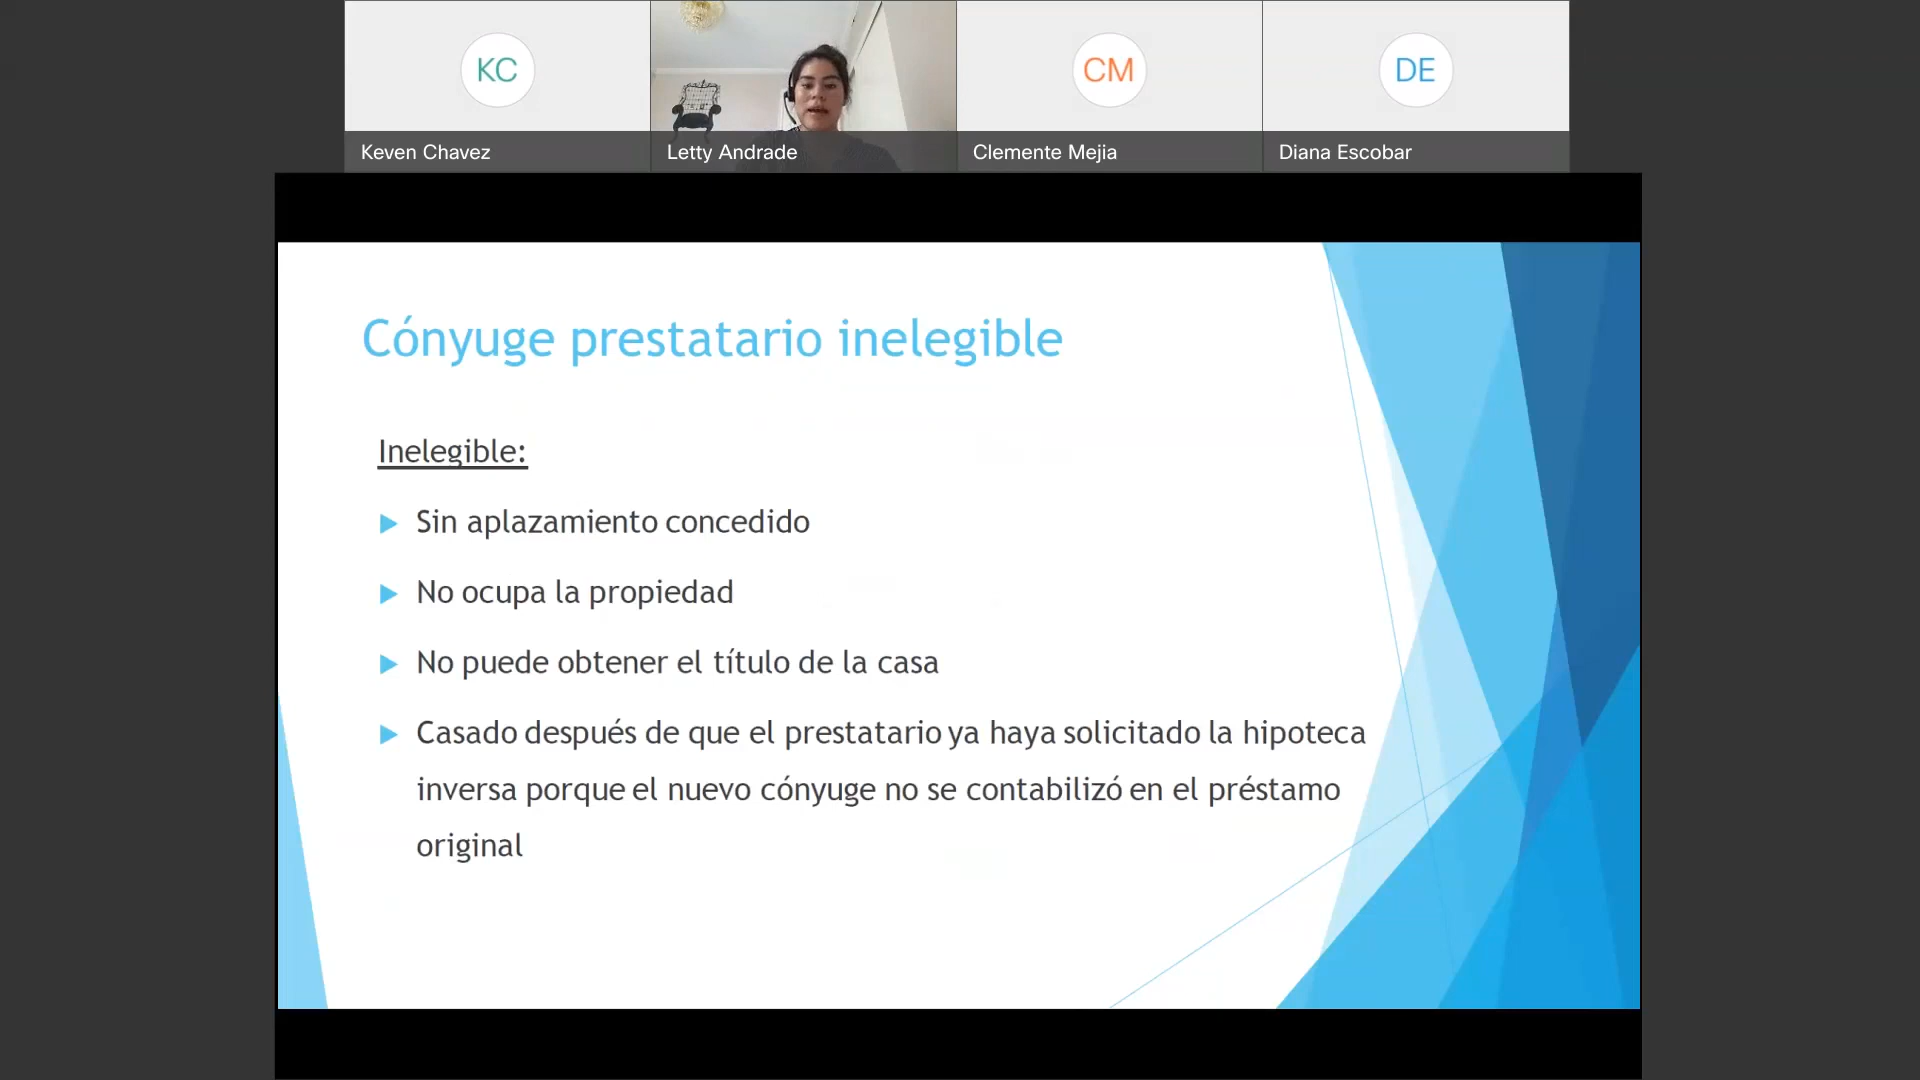 KC
CM
DE
Keven Chavez
Letty Andrade
Clemente Mejia
Diana Escobar
Cónyuge prestatario inelegible
Inelegible:
Sin aplazamiento concedido
No ocupa la propiedad
No puede obtener el título de la casa
Casado después de que el prestatario ya haya solicitado la hipoteca
inversa porque el nuevo cónyuge no se contabilizó en el préstamo
original